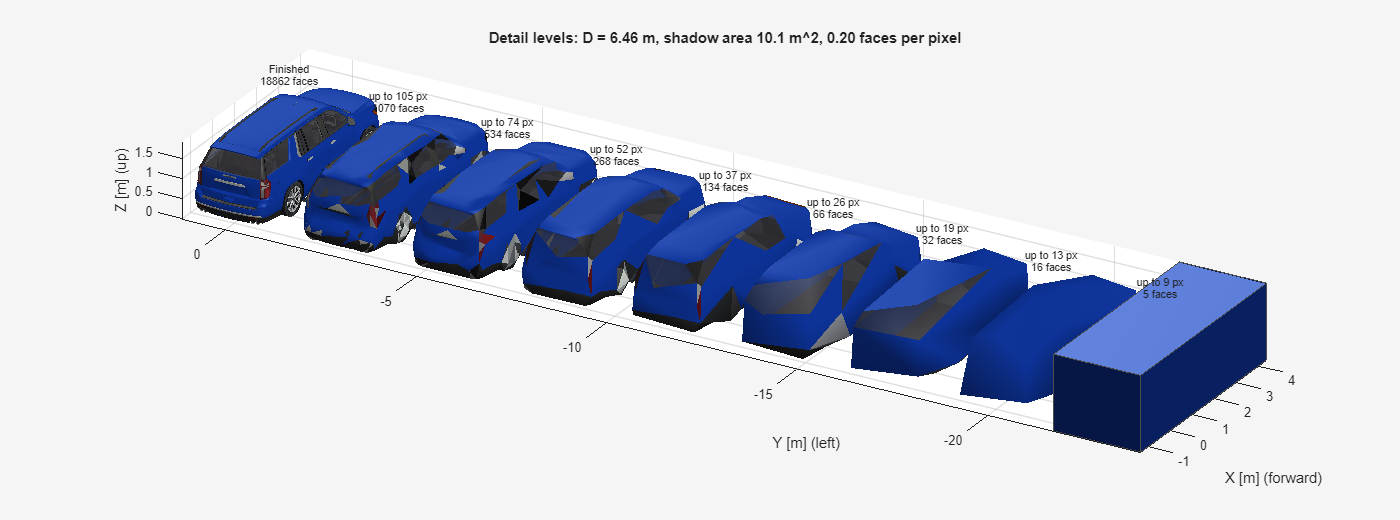 Detail levels: D = 6.46 m, shadow area 10.1 m^2, 0.20 faces per pixel
Finished
18862 faces
up to 105 px
070 faces
up to 74 px
534 faces
up to 52 px
268 faces
up to 37 px
134 faces
up to 26 px
66 faces
up to 19 px
32 faces
up to 13 px
16 faces
up to 9 px
5 faces
Z [m] (up)
1.5
1
0.5
0
0
-5
-10
-15
-20
Y [m] (left)
4
3
2
1
0
-1
X [m] (forward)